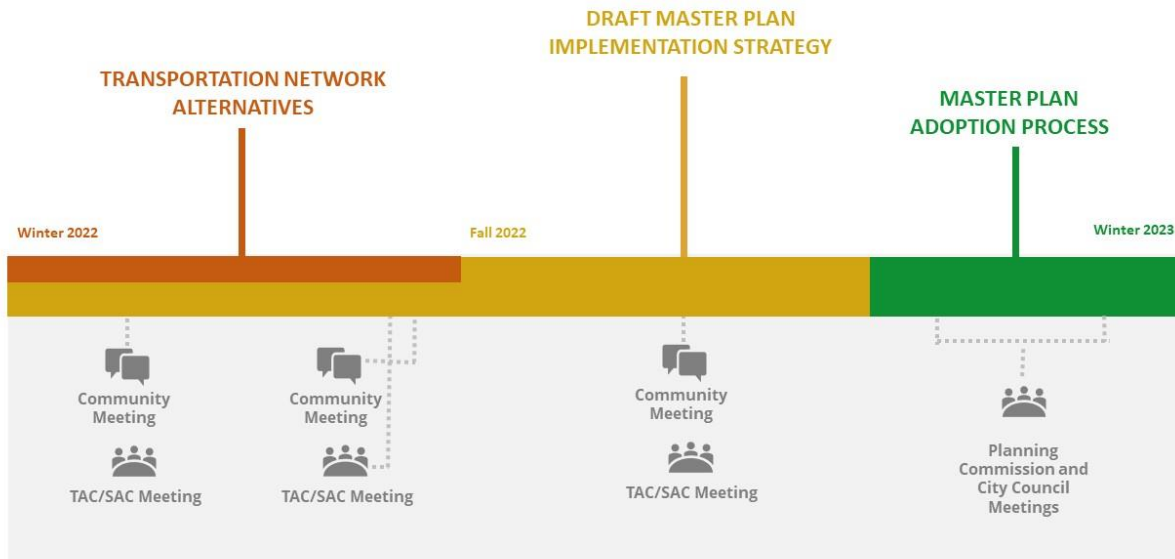 DRAFT MASTER PLAN
IMPLEMENTATION STRATEGY
TRANSPORTATION NETWORK
ALTERNATIVES
MASTER PLAN
ADOPTION PROCESS
Winter 2022
Fall 2022
Winter 2023
Community
Meeting
TAC/SAC Meeting
Community
Meeting
TAC/SAC Meeting
Community
Meeting
TAC/SAC Meeting
Planning
Commission and
City Council
Meetings